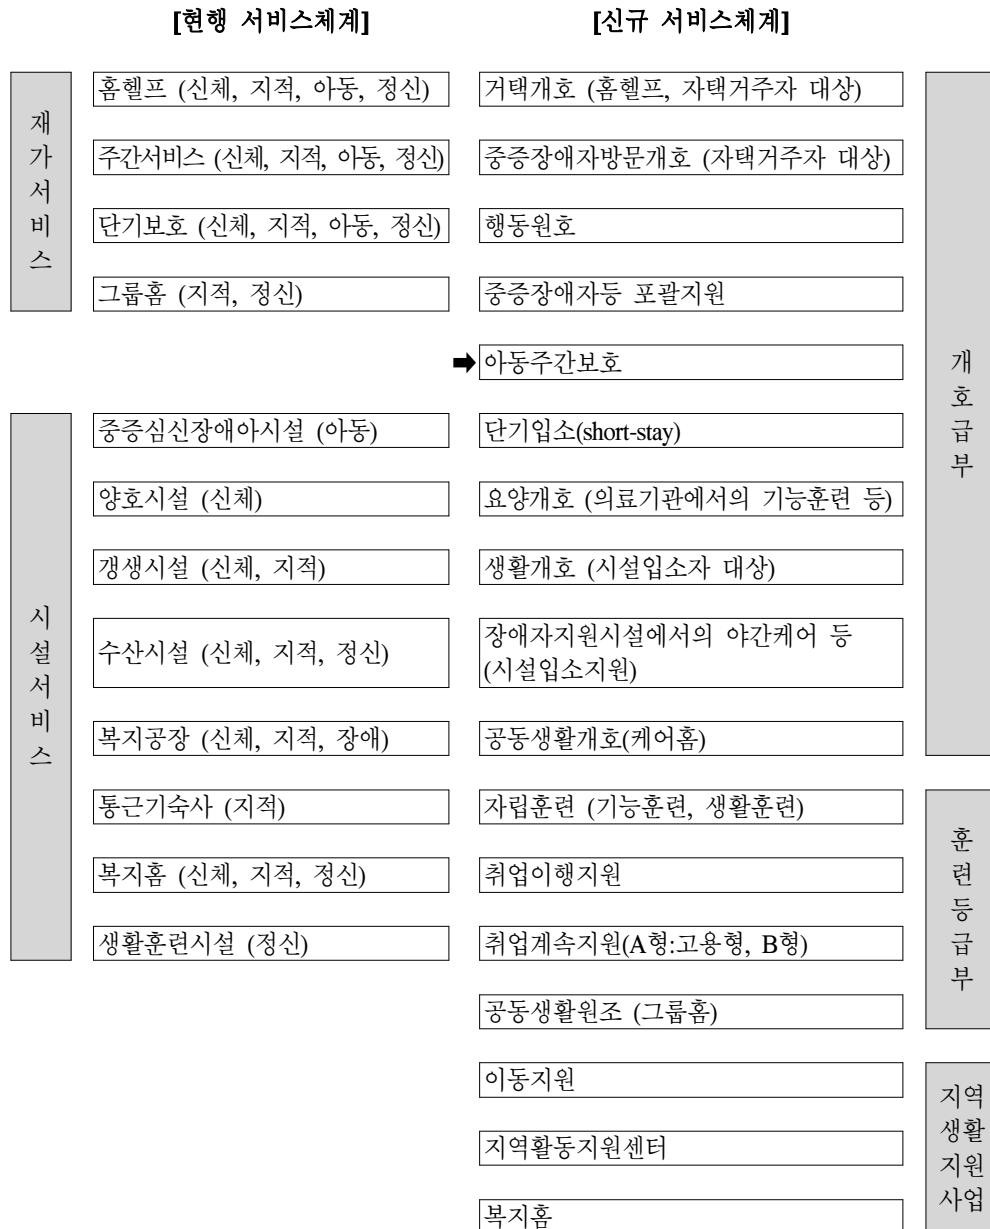 [현행 서비스체계]
[신규 서비스체계]
재
가
서
비
스
홈헬프 (신체, 지적, 아동, 정신)
주간서비스 (신체, 지적, 아동, 정신)
단기보호 (신체, 지적, 아동, 정신)
그룹홈 (지적, 정신)
시
설
서
비
스
중증심신장애아시설 (아동)
양호시설 (신체)
갱생시설 (신체, 지적)
수산시설 (신체, 지적, 정신)
복지공장 (신체, 지적, 장애)
통근기숙사 (지적)
복지홈 (신체, 지적, 정신)
생활훈련시설 (정신)
➡
거택개호 (홈헬프, 자택거주자 대상)
중증장애자방문개호 (자택거주자 대상)
행동원호
중증장애자등 포괄지원
아동주간보호
단기입소(short-stay)
요양개호 (의료기관에서의 기능훈련 등)
생활개호 (시설입소자 대상)
장애자지원시설에서의 야간케어 등
(시설입소지원)
공동생활개호(케어홈)
개
호
급
부
자립훈련 (기능훈련, 생활훈련)
취업이행지원
취업계속지원(A형:고용형, B형)
공동생활원조 (그룹홈)
훈
련
등
급
부
이동지원
지역활동지원센터
복지홈
지역
생활
지원
사업